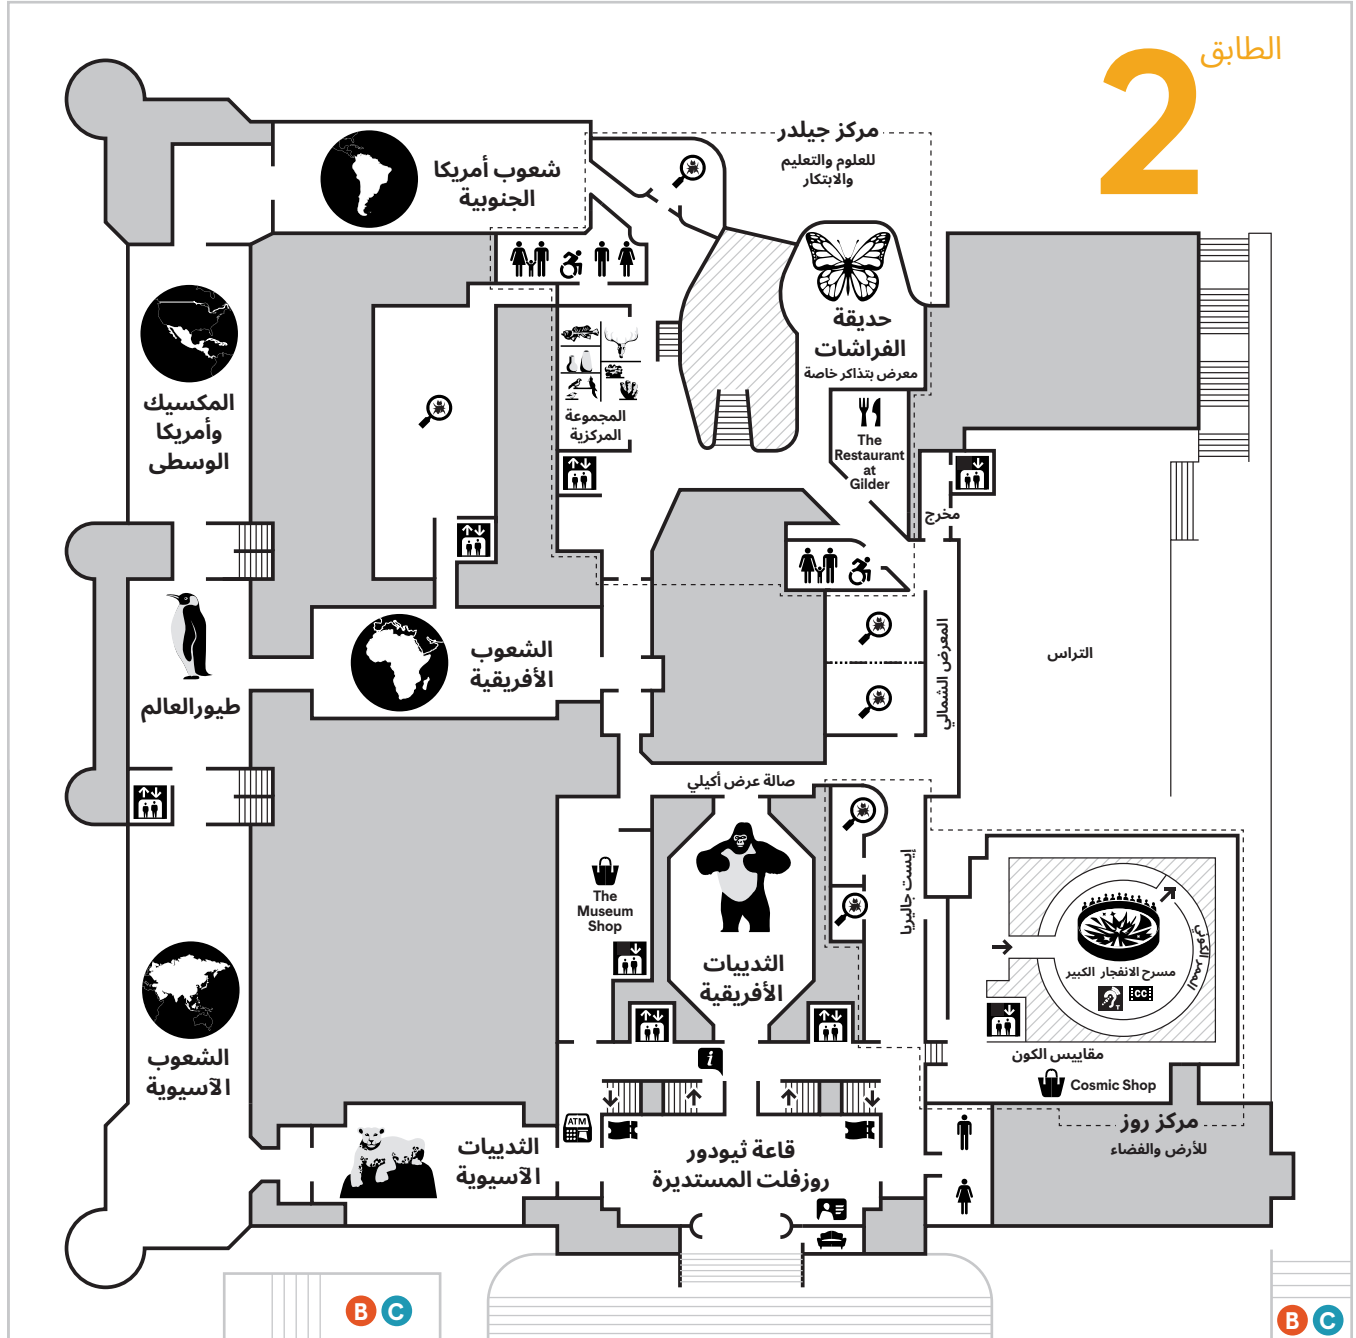 الطابق
2
مركز جيلدر
للعلوم والتعليم
والابتكار
شعوب أمريكا
الجنوبية
حديقة
الفراشات
معرض بتذاكر خاصة
المكسيك
وأمريكا
الوسطى
المجموعة
المركزية
The
Restaurant
at
Gilder
مخرج
الشعوب
الأفريقية
المعرض الشمالي
التراس
طيورالعالم
صالة عرض أكيلي
The
Museum
Shop
إيست جاليريا
الثدييات
الأفريقية
مسرح الانفجار الكبير
الممر الكوني
CC
T
i
مقاييس الكون
Cosmic Shop
الشعوب
الآسيوية
ATM
الثدييات
الآسيوية
قاعة ثيودور
روزفلت المستديرة
مركز روز
للأرض والفضاء
B C
B C